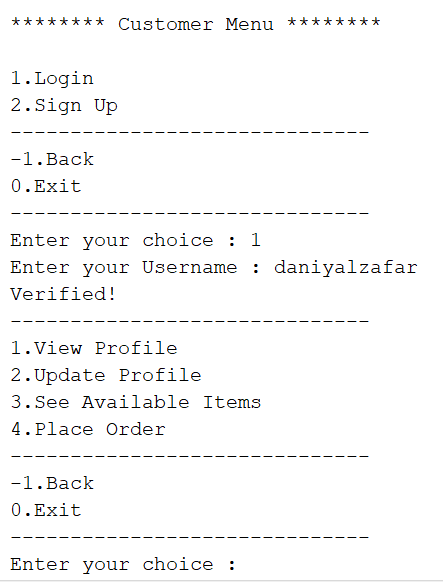 ******** Customer Menu ********
1.Login
2.Sign Up
------------------------------
-1.Back
0.Exit
------------------------------
Enter your choice : 1
Enter your Username : daniyalzafar
Verified!
------------------------------
1.View Profile
2.Update Profile
3.See Available Items
4.Place Order
------------------------------
-1.Back
0.Exit
------------------------------
Enter your choice :